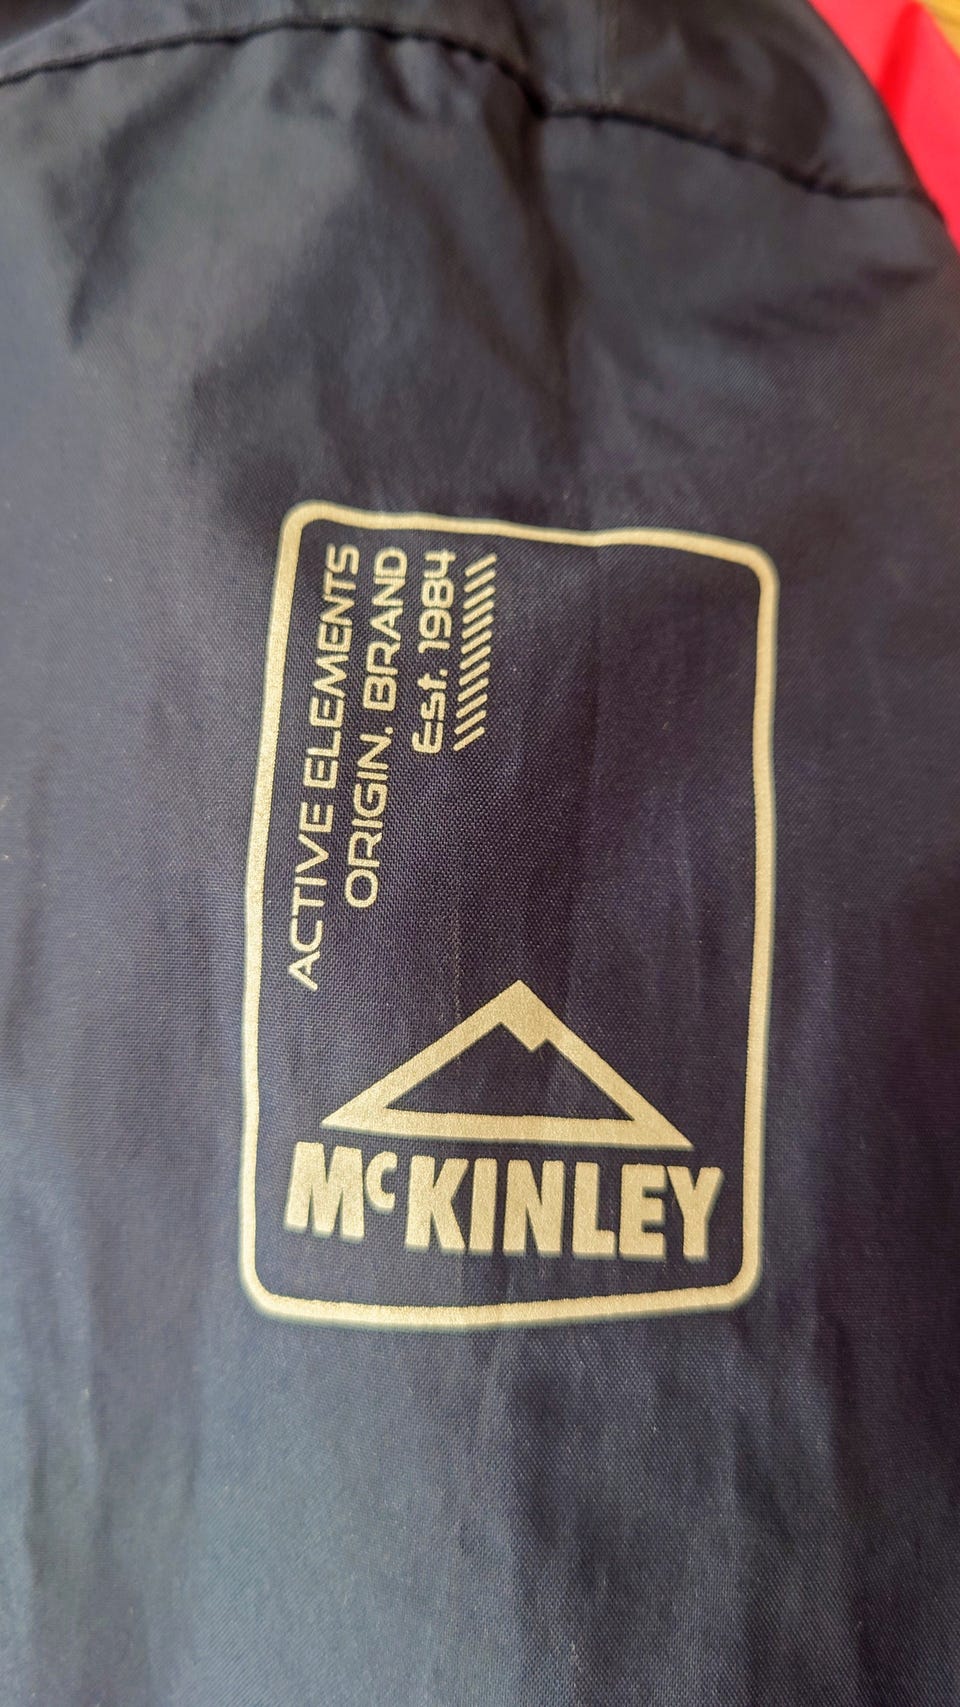 ACTIVE ELEMENTS
ORIGIN. BRAND
Est. 1984
McKINLEY